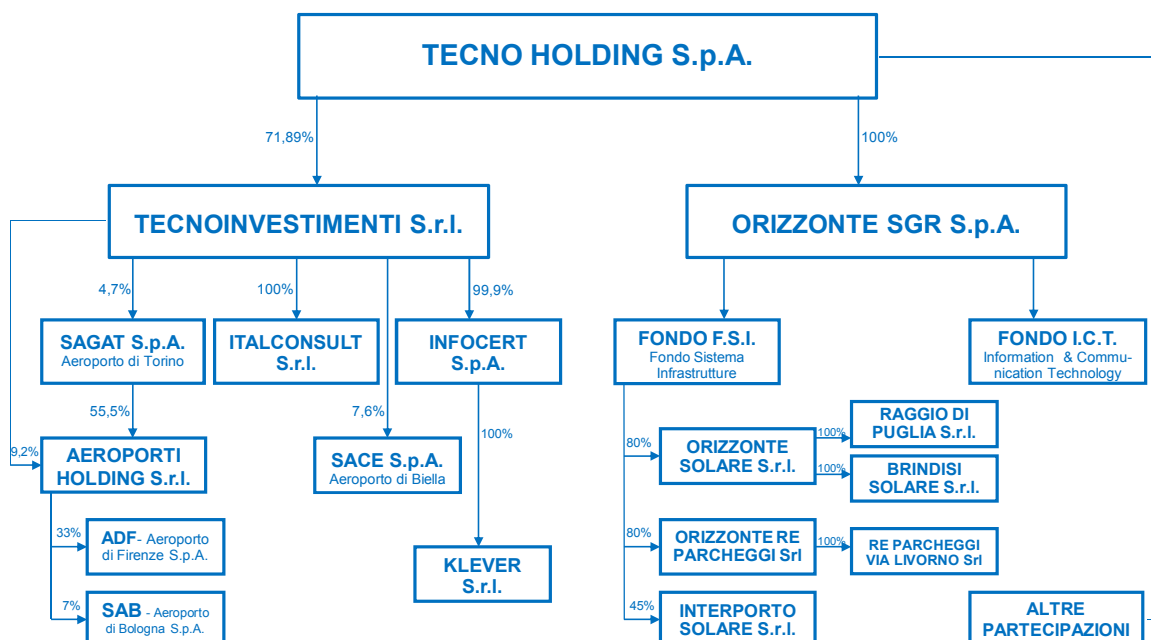 TECNO HOLDING S.p.A.
71,89%
100%
TECNOINVESTIMENTI S.r.l.
ORIZZONTE SGR S.p.A.
4,7%
100%
99,9%
SAGAT S.p.A.
Aeroporto di Torino
ITALCONSULT
S.r.l.
INFOCERT
S.p.A.
FONDO F.S.I.
Fondo Sistema
Infrastrutture
FONDO I.C.T.
Information & Commu-
nication Technology
55,5%
7,6%
100%
9,2%
AEROPORTI
HOLDING S.r.l.
SACE S.p.A.
Aeroporto di Biella
80%
ORIZZONTE
SOLARE S.r.l.
100%
RAGGIO DI
PUGLIA S.r.l.
100%
BRINDISI
SOLARE S.r.l.
33%
ADF- Aeroporto
di Firenze S.p.A.
80%
ORIZZONTE RE
PARCHEGGI Srl
100%
RE PARCHEGGI
VIA LIVORNO Srl
KLEVER
S.r.l.
7%
SAB - Aeroporto
di Bologna S.p.A.
45%
INTERPORTO
SOLARE S.r.l.
ALTRE
PARTECIPAZIONI